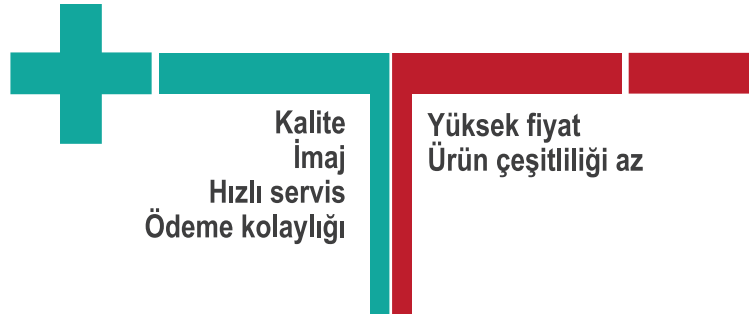 Kalite
İmaj
Hızlı servis
Ödeme kolaylığı
Yüksek fiyat
Ürün çeşitliliği az